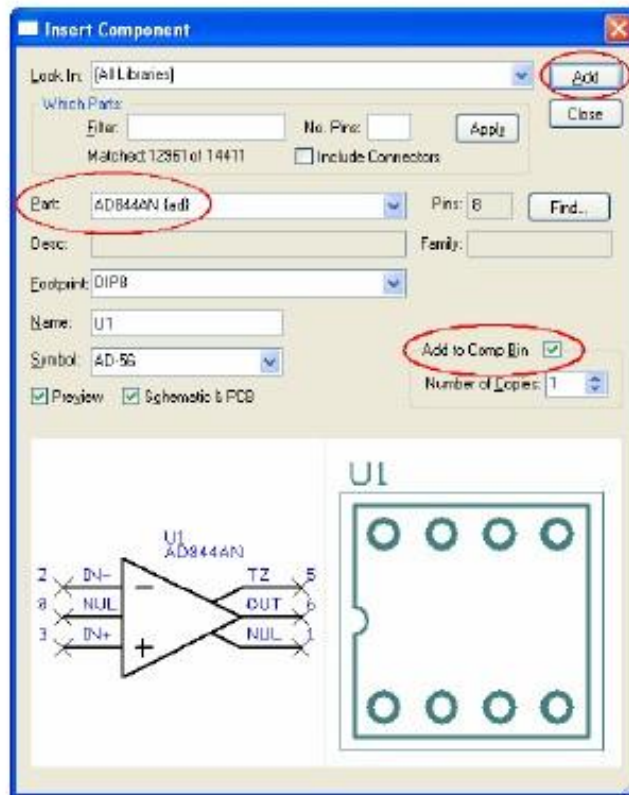 Insert Component
Look In: [All Libraries]
Add
Which Parts:
Close
Filter:
No. Pins:
Apply
Matched 12961 of 14411
Include Connectors
Part: AD844AN [ad]
Pins: 8
Find...
Desc:
Family:
Footprint: DIP8
Name: U1
Add to Comp Bin
Symbol: AD-56
Number of Copies: 1
Preview
Schematic & PCB
U1
U1
AD844AN
2 IN- TZ 5
8 NUL OUT 6
3 IN+ NUL 1